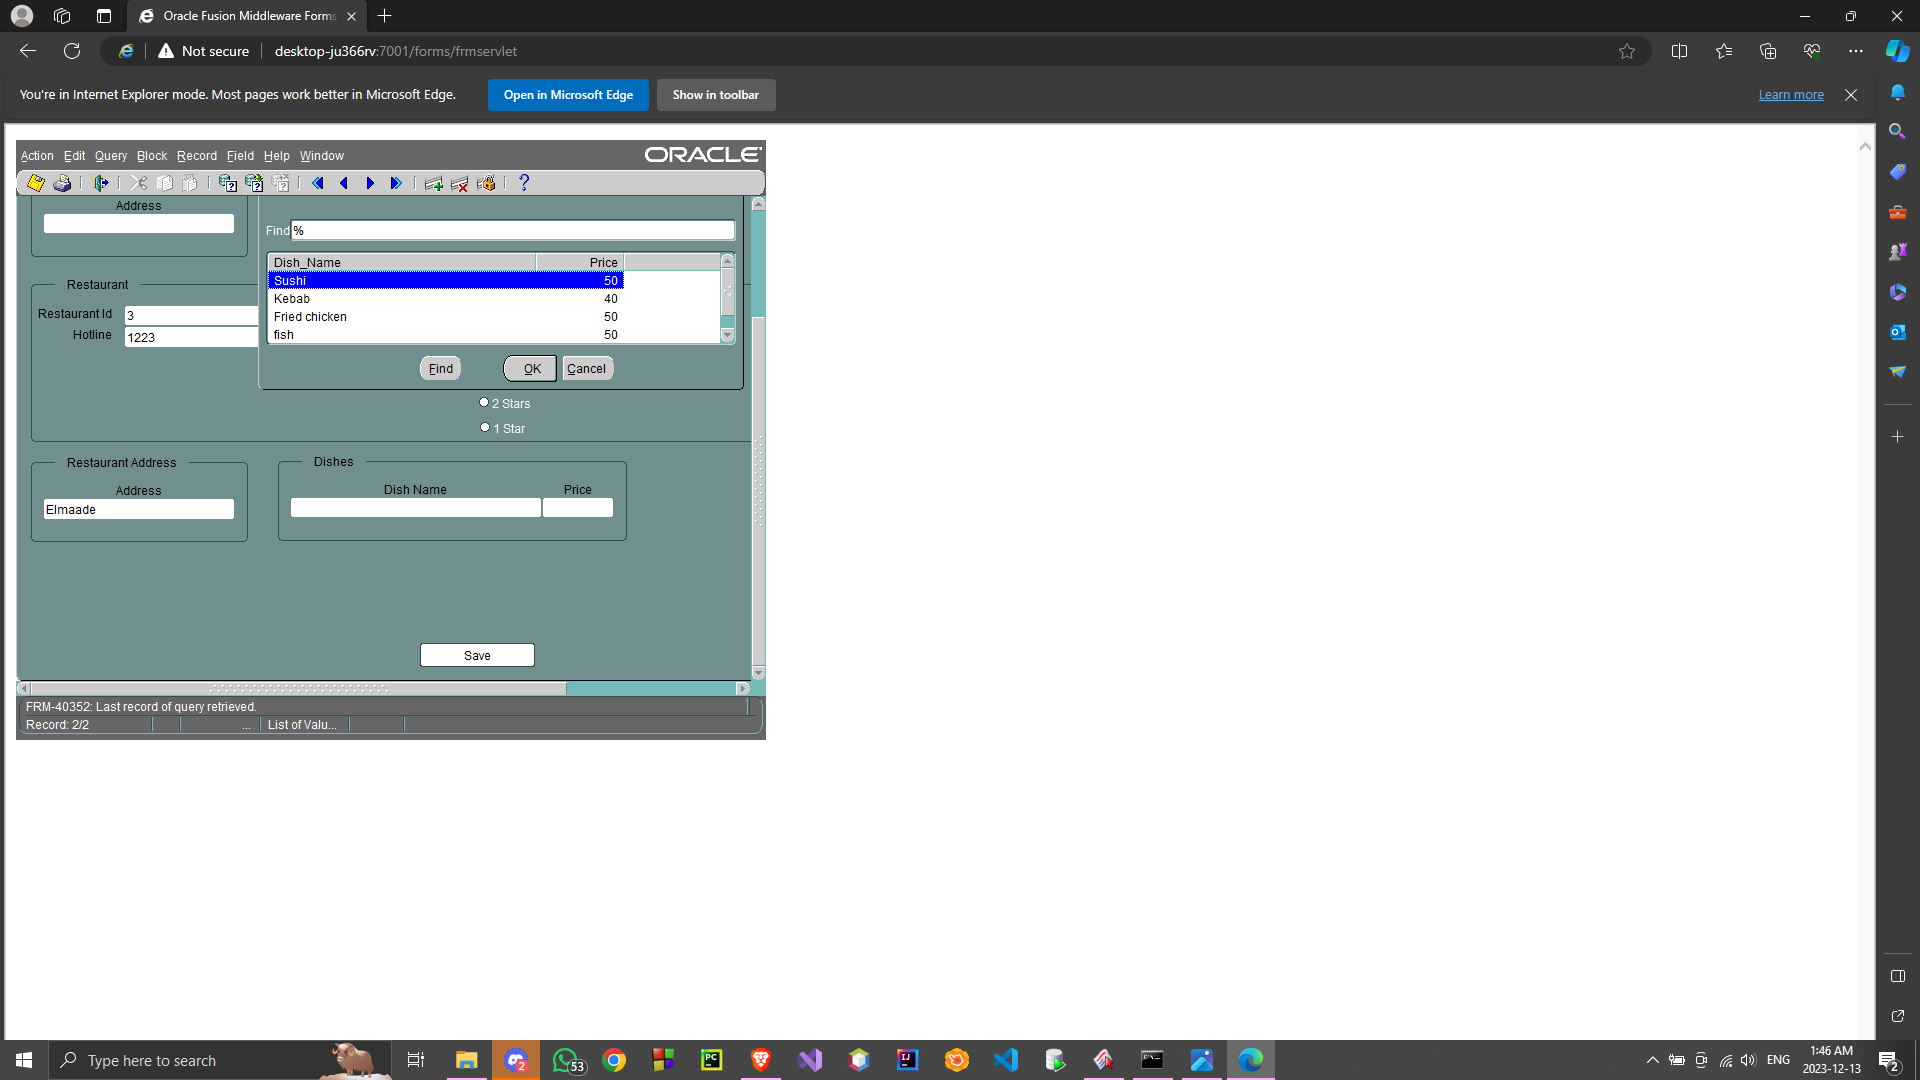 Oracle Fusion Middleware Forms
Not secure
desktop-ju366rv:7001/forms/frmservlet
You're in Internet Explorer mode. Most pages work better in Microsoft Edge.
Open in Microsoft Edge
Show in toolbar
Learn more
Action Edit Query Block Record Field Help Window
ORACLE
Address
Find %
Dish_Name Price
Sushi 50
Kebab 40
Fried chicken 50
fish 50
Find OK Cancel
Restaurant
Restaurant Id 3
Hotline 1223
2 Stars
1 Star
Restaurant Address
Address
Elmaade
Dishes
Dish Name Price
Save
FRM-40352: Last record of query retrieved.
Record: 2/2 ... List of Valu...
Type here to search
2
53
PC
IJ
ENG
1:46 AM
2023-12-13
2